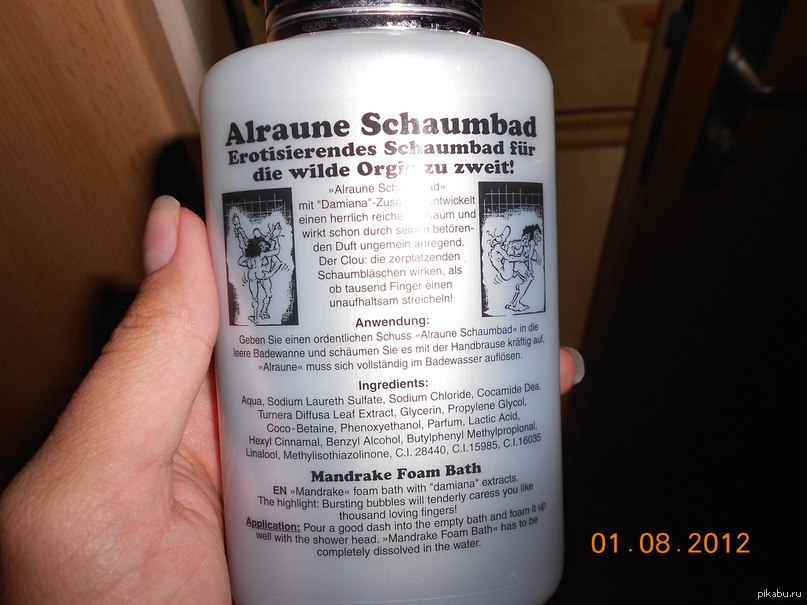 Alraune Schaumbad
Erotisierendes Schaumbad für
die wilde Orgie zu zweit!
»Alraune Schaumbad«
mit "Damiana"-Zusatz entwickelt
einen herrlich reichen Schaum und
wirkt schon durch seinen betören-
den Duft ungemein anregend.
Der Clou: die zerplatzenden
Schaumbläschen wirken, als
ob tausend Finger einen
unaufhaltsam streicheln!
Anwendung:
Geben Sie einen ordentlichen Schuss »Alraune Schaumbad« in die
leere Badewanne und schäumen Sie es mit der Handbrause kräftig auf.
»Alraune« muss sich vollständig im Badewasser auflösen.
Ingredients:
Aqua, Sodium Laureth Sulfate, Sodium Chloride, Cocamide Dea,
Turnera Diffusa Leaf Extract, Glycerin, Propylene Glycol,
Coco-Betaine, Phenoxyethanol, Parfum, Lactic Acid,
Hexyl Cinnamal, Benzyl Alcohol, Butylphenyl Methylpropional,
Linalool, Methylisothiazolinone, C.I. 28440, C.I.15985, C.I.16035
Mandrake Foam Bath
EN »Mandrake« foam bath with "damiana" extracts.
The highlight: Bursting bubbles will tenderly caress you like
thousand loving fingers!
Application: Pour a good dash into the empty bath and foam it up
well with the shower head. »Mandrake Foam Bath« has to be
completely dissolved in the water.
01.08.2012
pikabu.ru